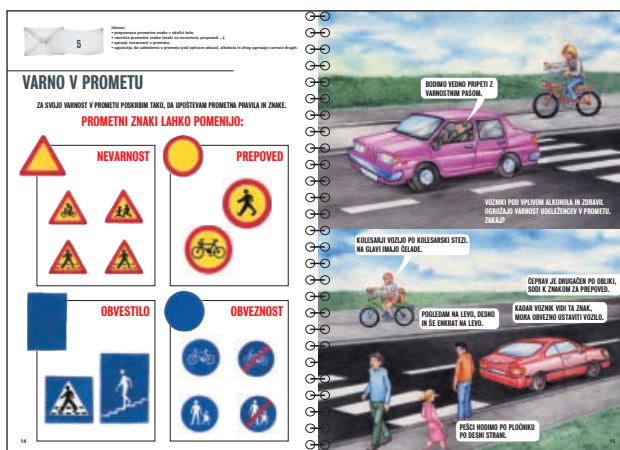 5
Učenec:
• prepoznava prometne znake v okolici šole;
• razvršča prometne znake (znaki za nevarnost, prepoved ...);
• opisuje nevarnosti v prometu;
• ugotavlja, da udeleženci v prometu pod vplivom zdravil, alkohola in drog ogrožajo varnost drugih.
VARNO V PROMETU
ZA SVOJO VARNOST V PROMETU POSKRBIM TAKO, DA UPOŠTEVAM PROMETNA PRAVILA IN ZNAKE.
PROMETNI ZNAKI LAHKO POMENIJO:
NEVARNOST
PREPOVED
OBVESTILO
OBVEZNOST
14
BODIMO VEDNO PRIPETI Z
VARNOSTNIM PASOM.
VOZNIKI POD VPLIVOM ALKOHOLA IN ZDRAVIL
OGROŽAJO VARNOST UDELEŽENCEV V PROMETU.
ZAKAJ?
KOLESARJI VOZIJO PO KOLESARSKI STEZI.
NA GLAVI IMAJO ČELADE.
POGLEDAM NA LEVO, DESNO
IN ŠE ENKRAT NA LEVO.
ČEPRAV JE DRUGAČEN PO OBLIKI,
SODI K ZNAKOM ZA PREPOVED.
KADAR VOZNIK VIDI TA ZNAK,
MORA OBVEZNO USTAVITI VOZILO.
PEŠCI HODIMO PO PLOČNIKU
PO DESNI STRANI.
15